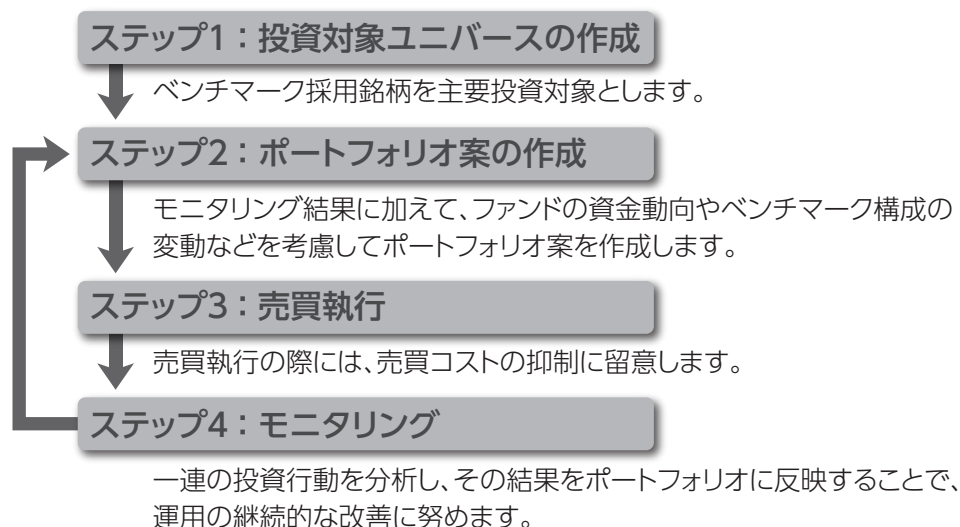 ステップ1：投資対象ユニバースの作成
ベンチマーク採用銘柄を主要投資対象とします。
ステップ2：ポートフォリオ案の作成
モニタリング結果に加えて、ファンドの資金動向やベンチマーク構成の
変動などを考慮してポートフォリオ案を作成します。
ステップ3：売買執行
売買執行の際には、売買コストの抑制に留意します。
ステップ4：モニタリング
一連の投資行動を分析し、その結果をポートフォリオに反映することで、
運用の継続的な改善に努めます。